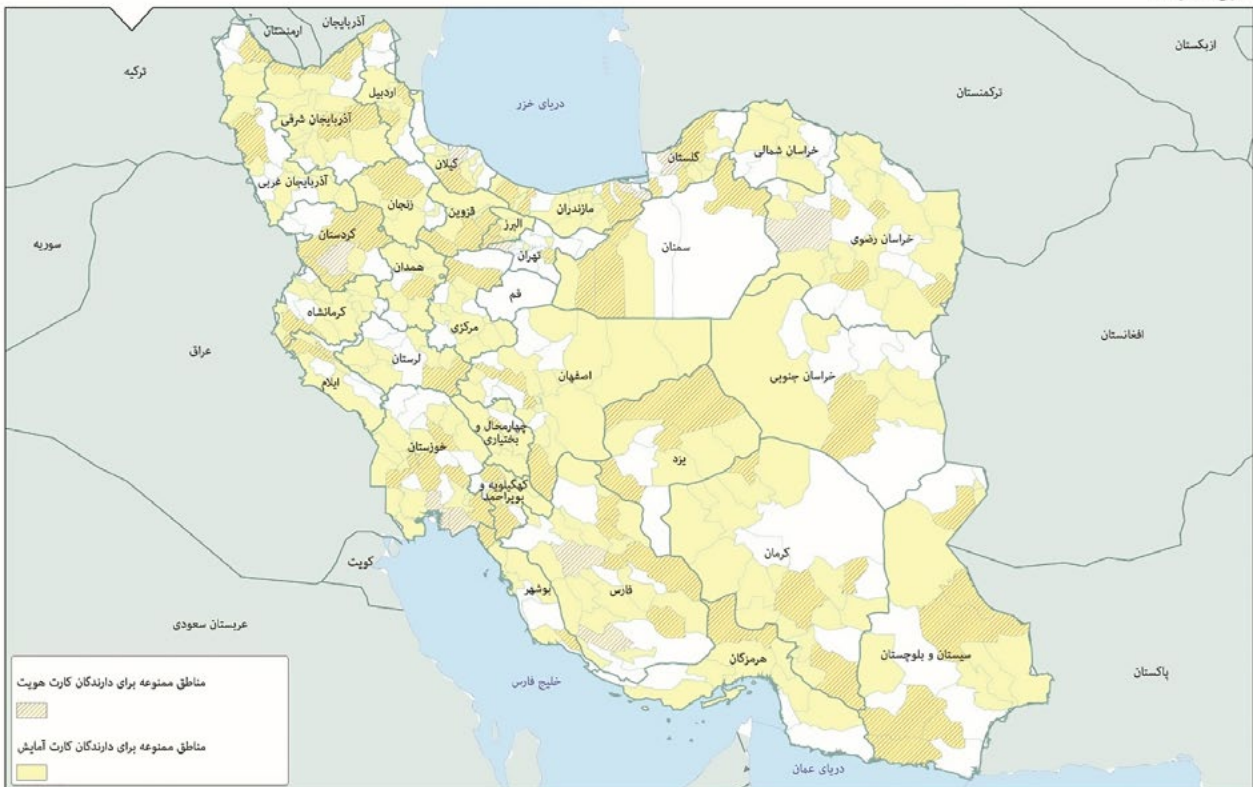 آذربایجان
ارمنستان
ازبکستان
ترکیه
ترکمنستان
دریای خزر
اردبیل
آذربایجان شرقی
گیلان
گلستان
خراسان شمالی
آذربایجان غربی
زنجان
قزوین
البرز
مازندران
کردستان
تهران
سمنان
خراسان رضوی
سوریه
همدان
قم
کرمانشاه
مرکزی
افغانستان
عراق
لرستان
ایلام
اصفهان
خراسان جنوبی
چهارمحال و
بختیاری
خوزستان
یزد
کهگیلویه و
بویراحمد
کرمان
کویت
بوشهر
فارس
عربستان سعودی
هرمزگان
سیستان و بلوچستان
پاکستان
خلیج فارس
دریای عمان
مناطق ممنوعه برای دارندگان کارت هویت
مناطق ممنوعه برای دارندگان کارت آمایش